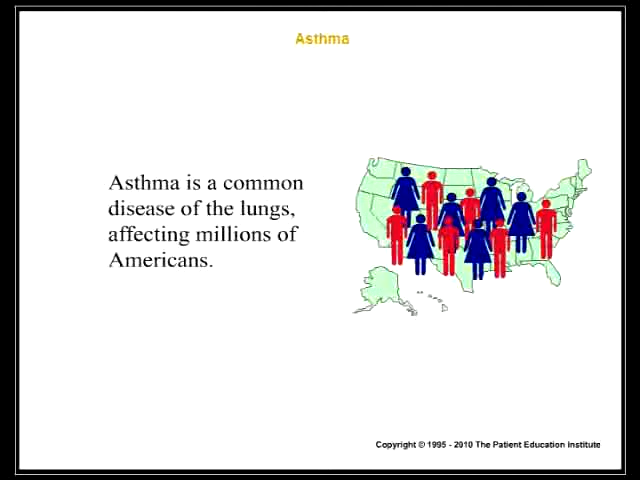 Asthma
Asthma is a common
disease of the lungs,
affecting millions of
Americans.
Copyright © 1995 - 2010 The Patient Education Institute